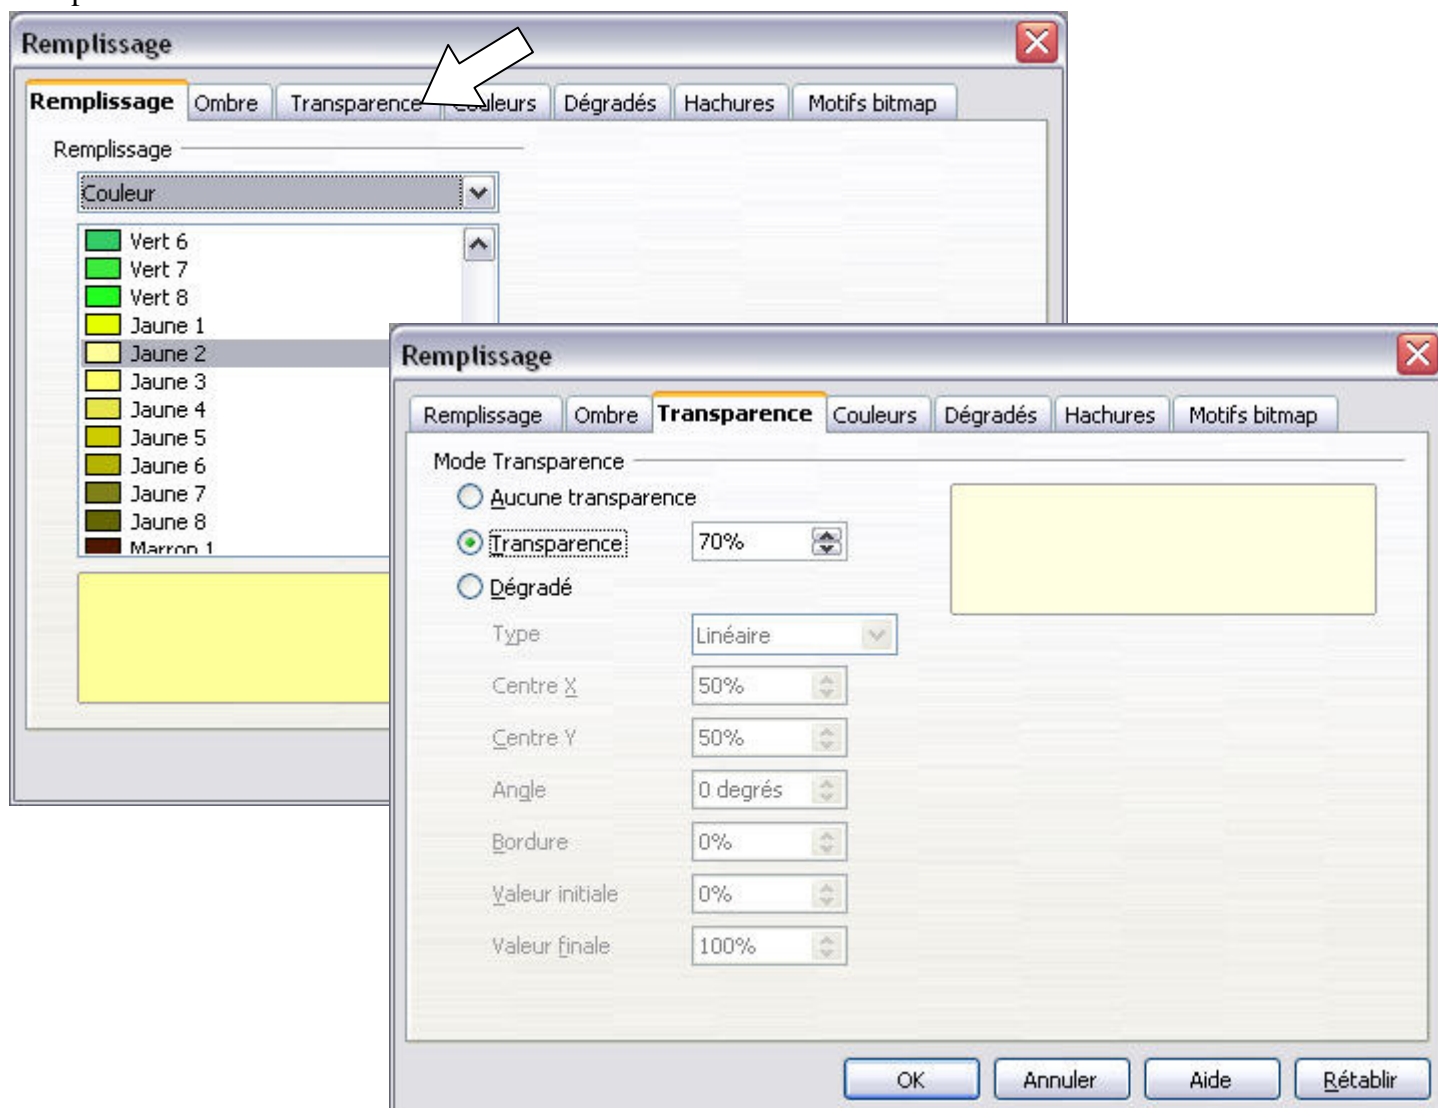 Remplissage
Remplissage Ombre Transparence Couleurs Dégradés Hachures Motifs bitmap
Remplissage
Couleur
Vert 6
Vert 7
Vert 8
Jaune 1
Jaune 2
Jaune 3
Jaune 4
Jaune 5
Jaune 6
Jaune 7
Jaune 8
Marron 1
Remplissage
Remplissage Ombre Transparence Couleurs Dégradés Hachures Motifs bitmap
Mode Transparence
Aucune transparence
Transparence 70%
Dégradé
Type Linéaire
Centre X 50%
Centre Y 50%
Angle 0 degrés
Bordure 0%
Valeur initiale 0%
Valeur finale 100%
OK Annuler Aide Rétablir